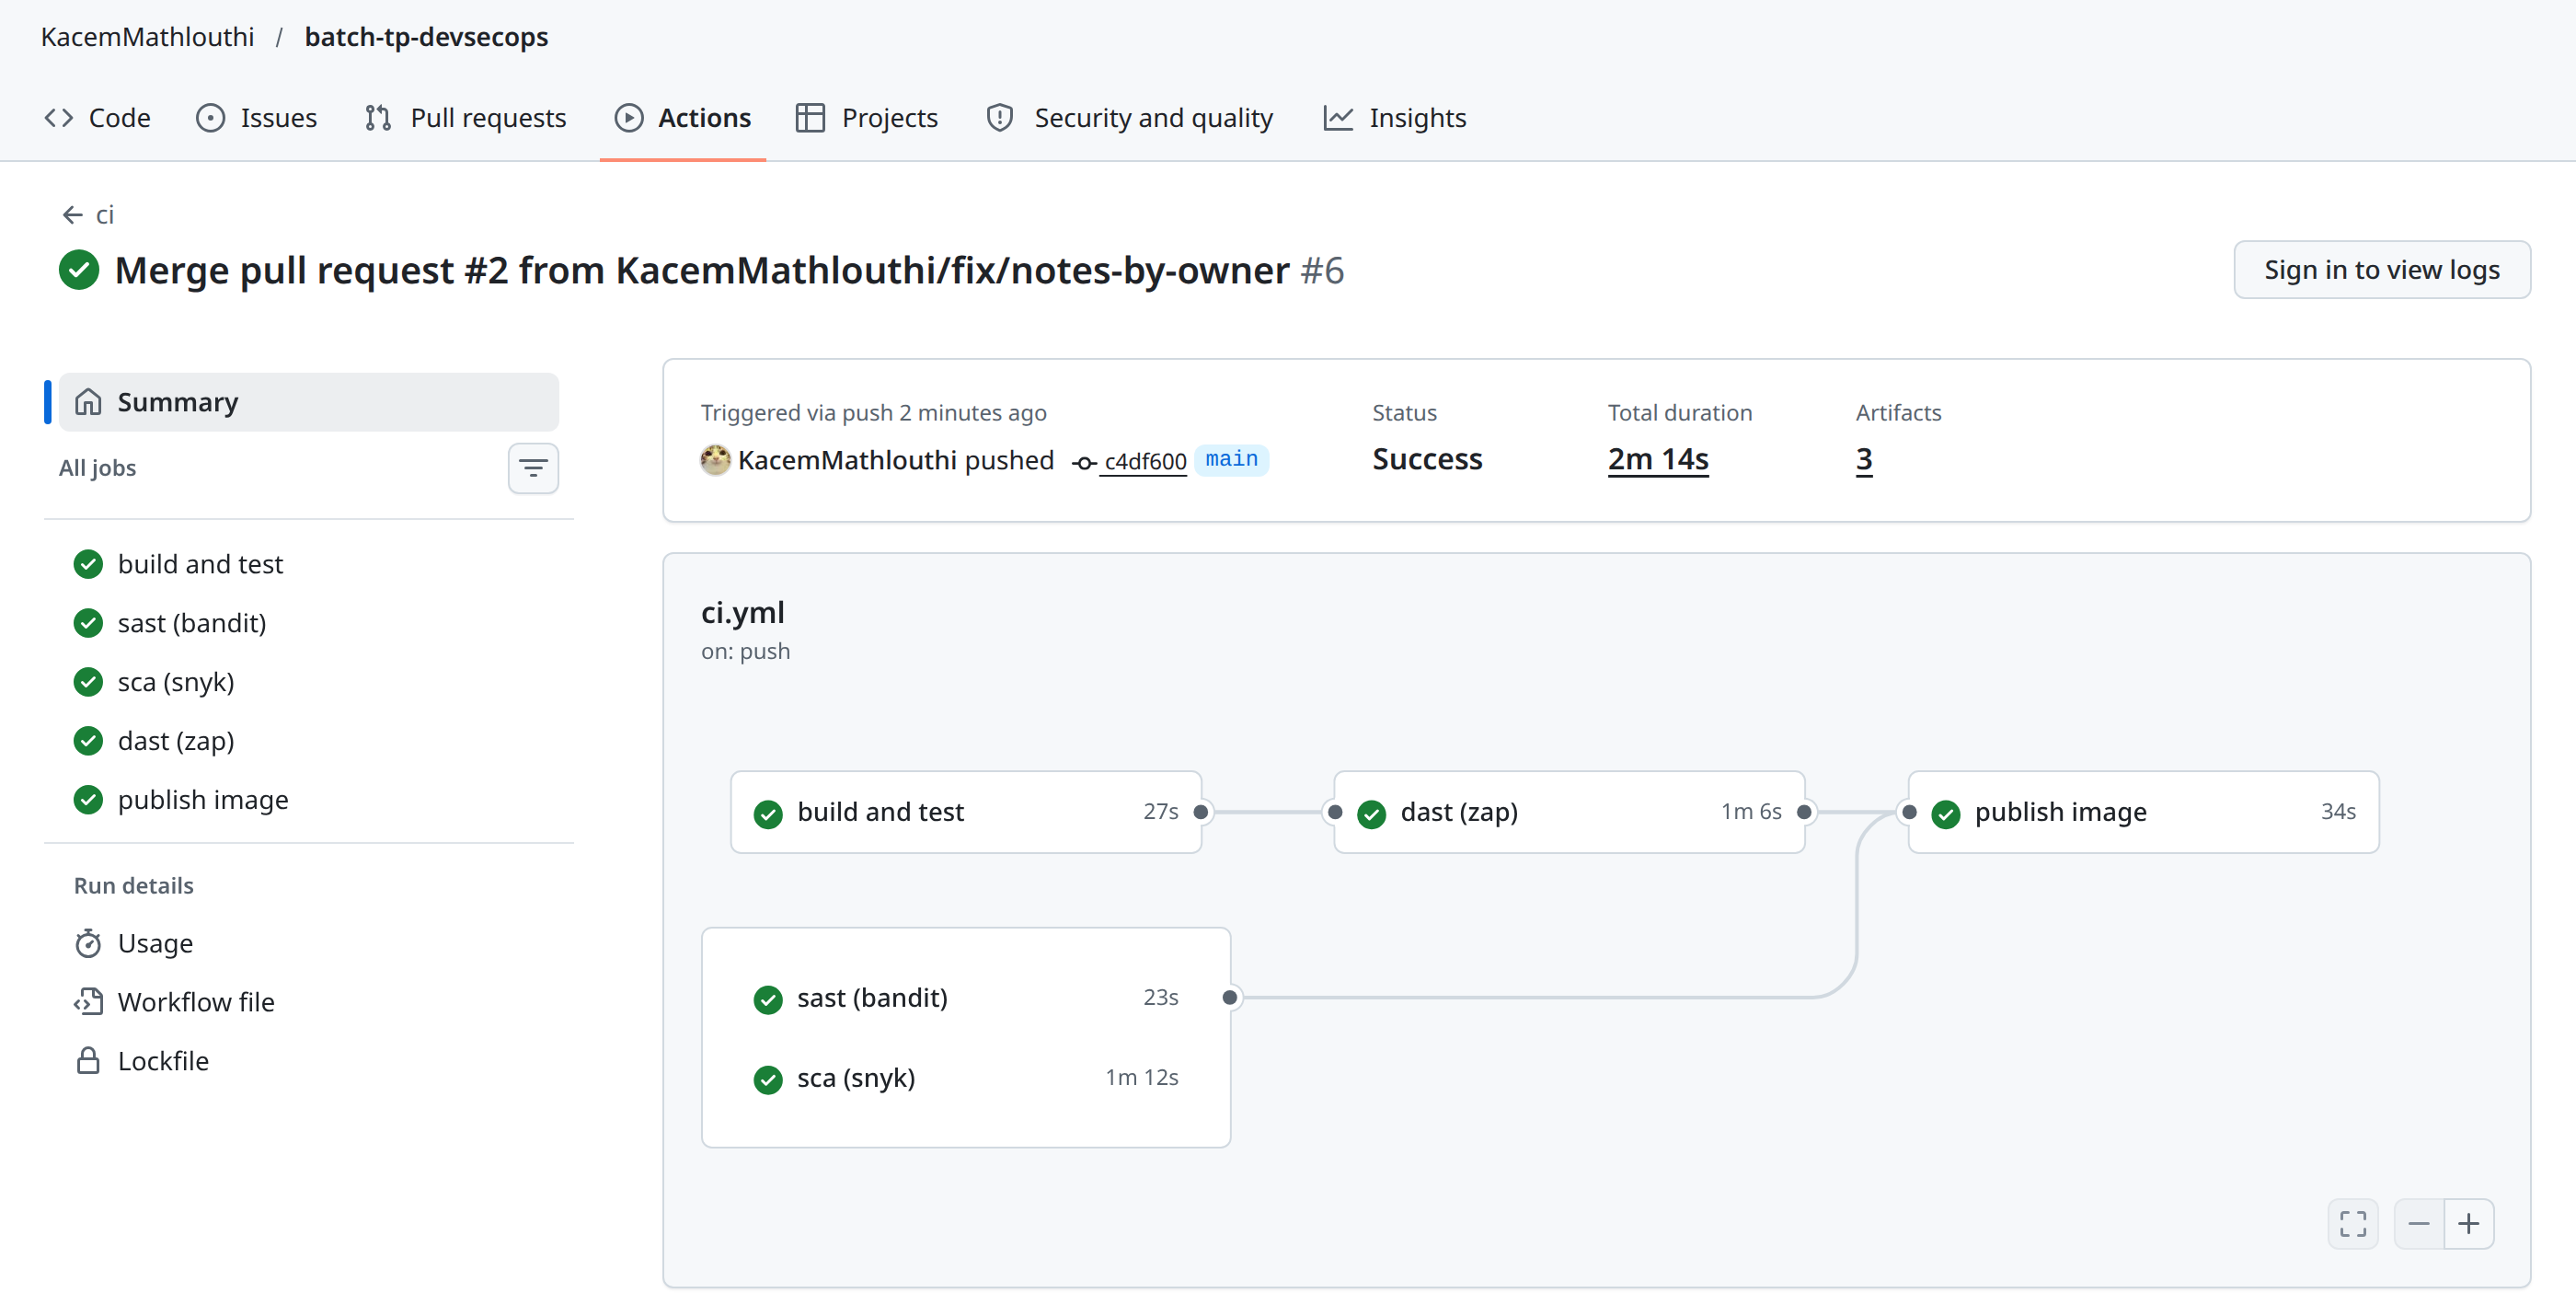 KacemMathlouthi / batch-tp-devsecops
Code Issues Pull requests Actions Projects Security and quality Insights
ci
Merge pull request #2 from KacemMathlouthi/fix/notes-by-owner #6
Sign in to view logs
Summary
All jobs
build and test
sast (bandit)
sca (snyk)
dast (zap)
publish image
Run details
Usage
Workflow file
Lockfile
Triggered via push 2 minutes ago
KacemMathlouthi pushed c4df600 main
Status
Success
Total duration
2m 14s
Artifacts
3
ci.yml
on: push
build and test 27s
dast (zap) 1m 6s
publish image 34s
sast (bandit) 23s
sca (snyk) 1m 12s